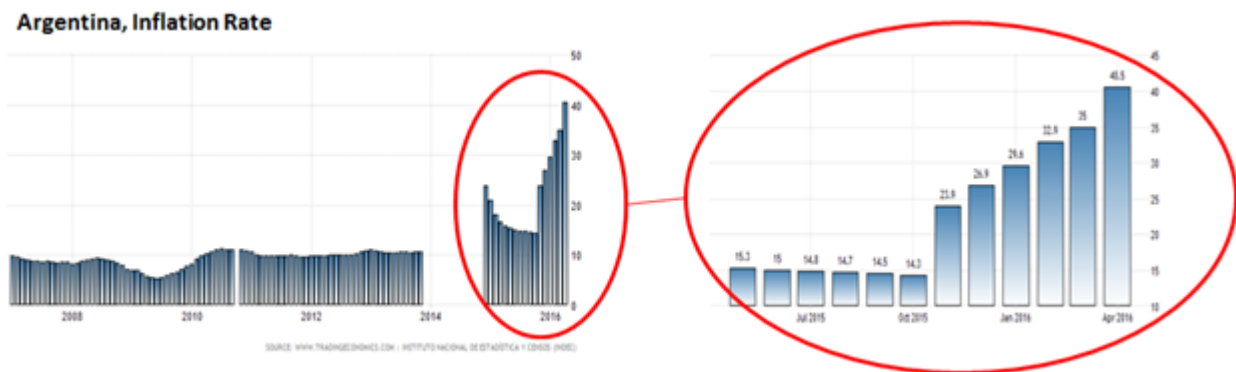 Argentina, Inflation Rate
50
40
30
20
10
0
2008 2010 2012 2014 2016
SOURCE: WWW.TRADINGECONOMICS.COM | INSTITUTO NACIONAL DE ESTADÍSTICA Y CENSOS (INDEC)
45
40
35
30
25
20
15
10
15.3 15 14.8 14.7 14.5 14.3 23.9 26.9 29.6 32.9 35 40.5
Jul 2015 Oct 2015 Jan 2016 Apr 2016